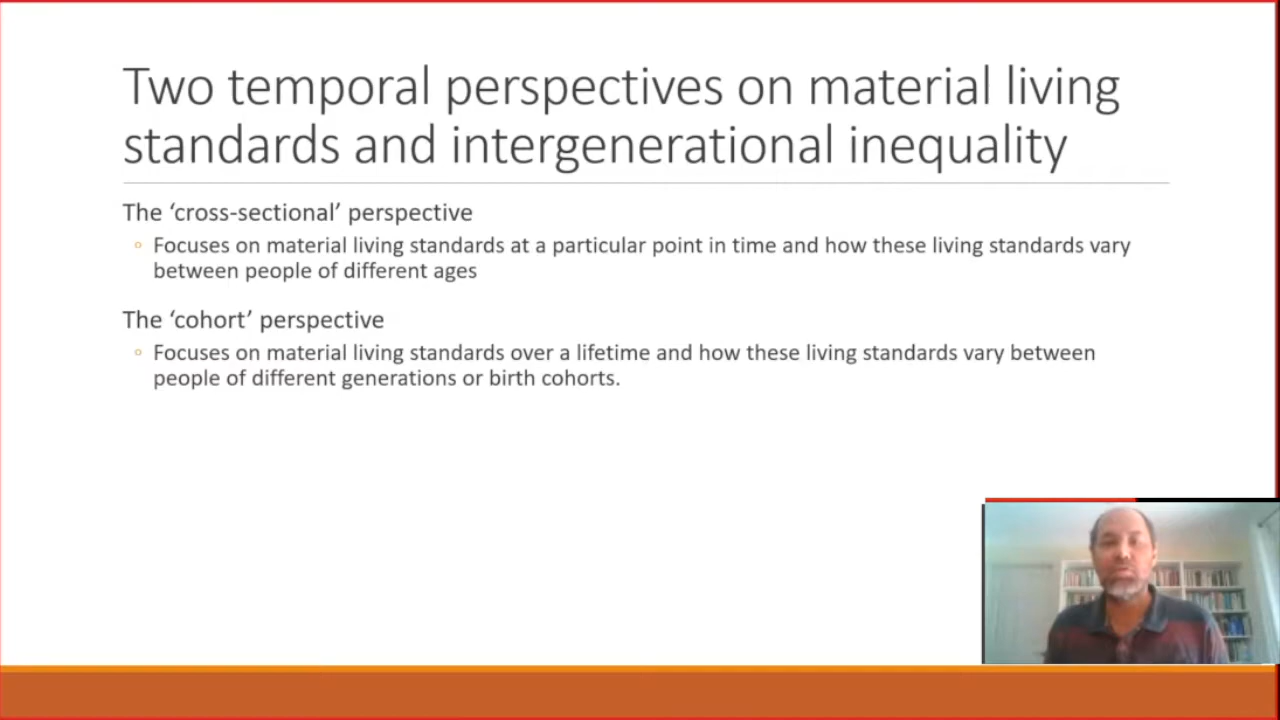 Two temporal perspectives on material living
standards and intergenerational inequality
The ‘cross-sectional’ perspective
Focuses on material living standards at a particular point in time and how these living standards vary
between people of different ages
The ‘cohort’ perspective
Focuses on material living standards over a lifetime and how these living standards vary between
people of different generations or birth cohorts.